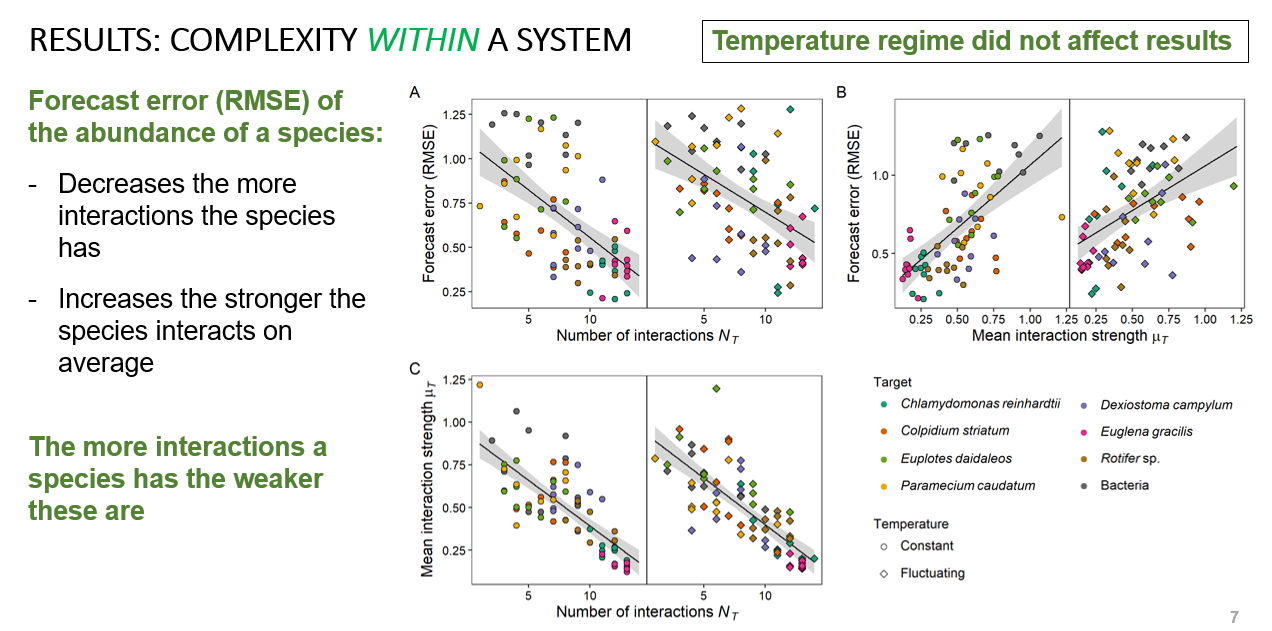 RESULTS: COMPLEXITY WITHIN A SYSTEM
Temperature regime did not affect results
Forecast error (RMSE) of
the abundance of a species:
- Decreases the more
interactions the species
has
- Increases the stronger the
species interacts on
average
The more interactions a
species has the weaker
these are
A
Forecast error (RMSE)
1.25
1.00
0.75
0.50
0.25
5 10 5 10
Number of interactions N_T
B
Forecast error (RMSE)
1.0
0.5
0.25 0.50 0.75 1.00 1.25 0.25 0.50 0.75 1.00 1.25
Mean interaction strength μ_T
C
Mean interaction strength μ_T
1.25
1.00
0.75
0.50
0.25
5 10 5 10
Number of interactions N_T
Target
Chlamydomonas reinhardtii
Colpidium striatum
Euplotes daidaleos
Paramecium caudatum
Dexiostoma campylum
Euglena gracilis
Rotifer sp.
Bacteria
Temperature
Constant
Fluctuating
7